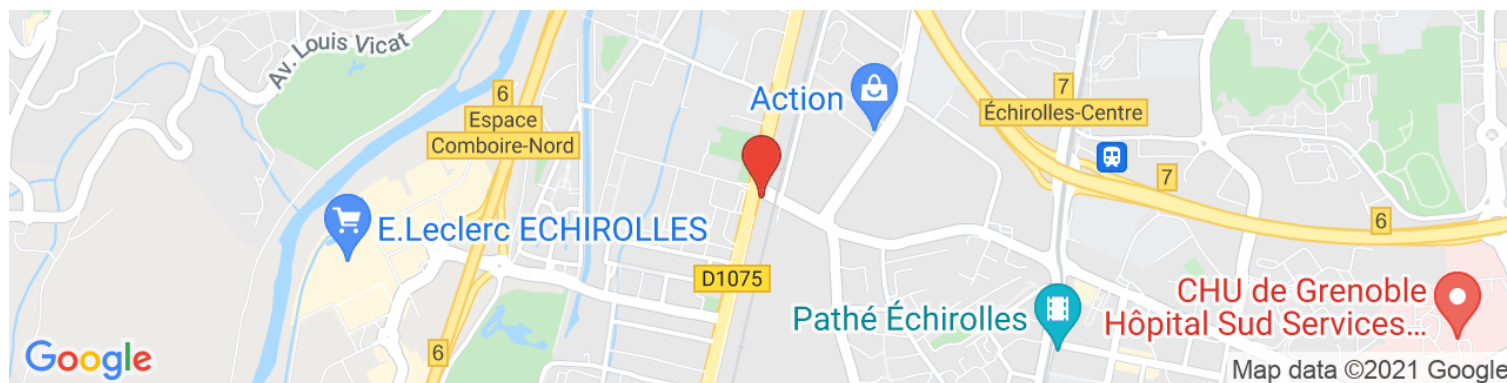 Av. Louis Vicat
6
Espace
Comboire-Nord
Action
7
Échirolles-Centre
7
6
E.Leclerc ECHIROLLES
D1075
Pathé Échirolles
CHU de Grenoble
Hôpital Sud Services...
6
Google
Map data ©2021 Google